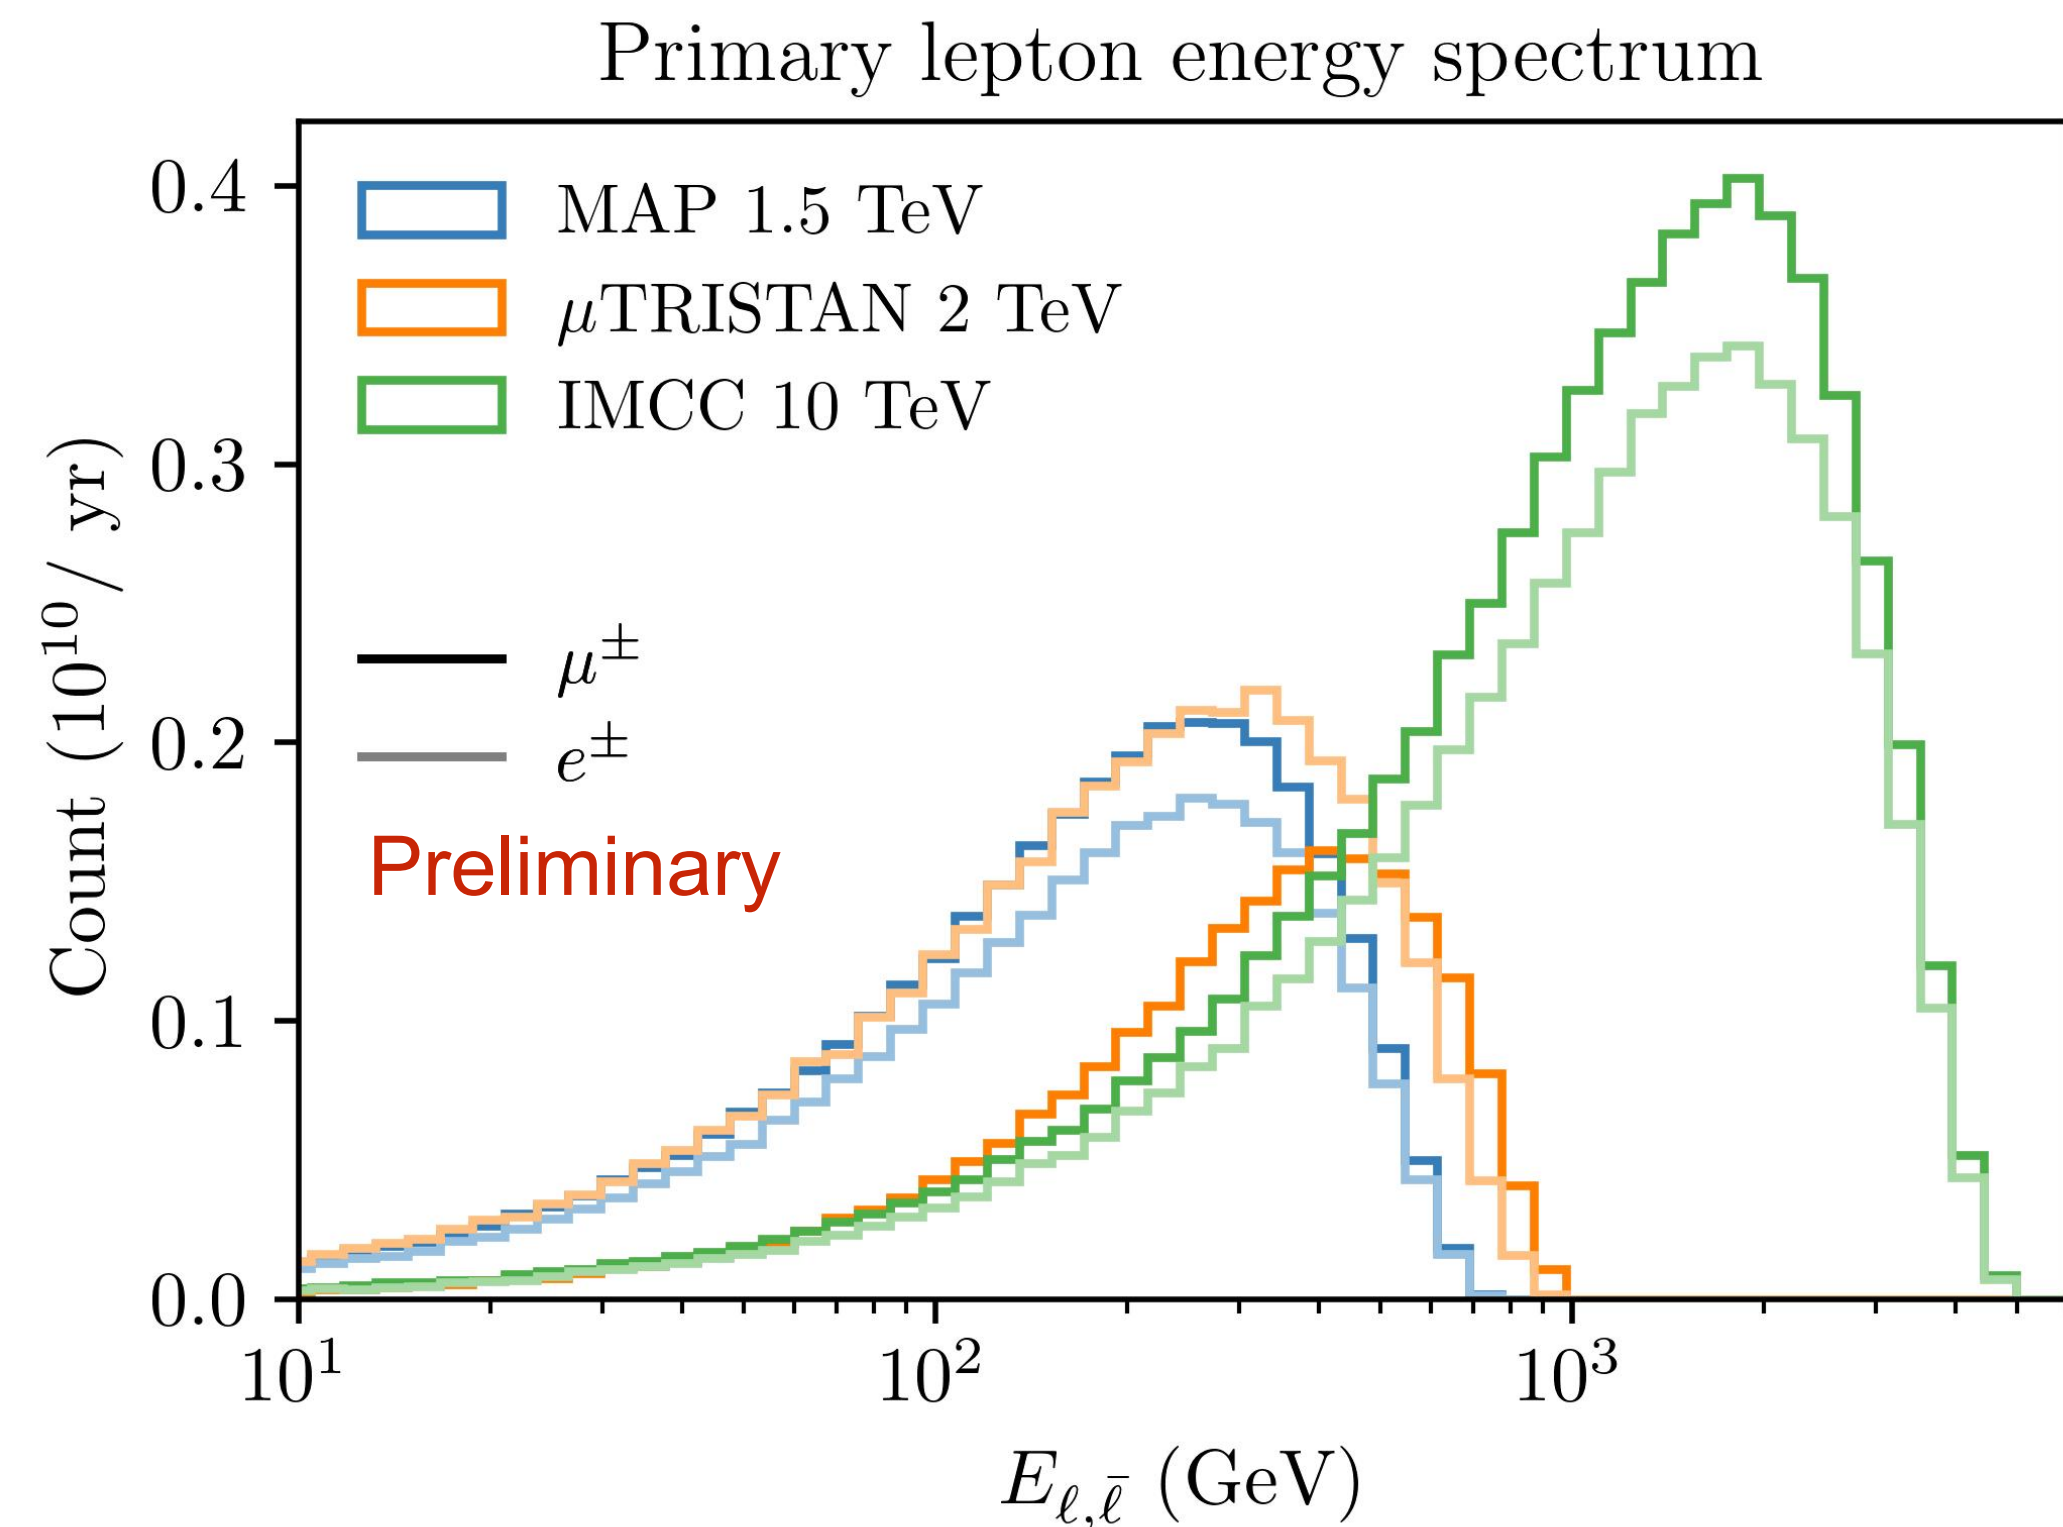 Primary lepton energy spectrum
Count (10¹⁰/ yr)
0.4
0.3
0.2
0.1
0.0
MAP 1.5 TeV
μTRISTAN 2 TeV
IMCC 10 TeV
μ±
e±
Preliminary
10¹ 10² 10³
E_{ℓ,ℓ̄} (GeV)